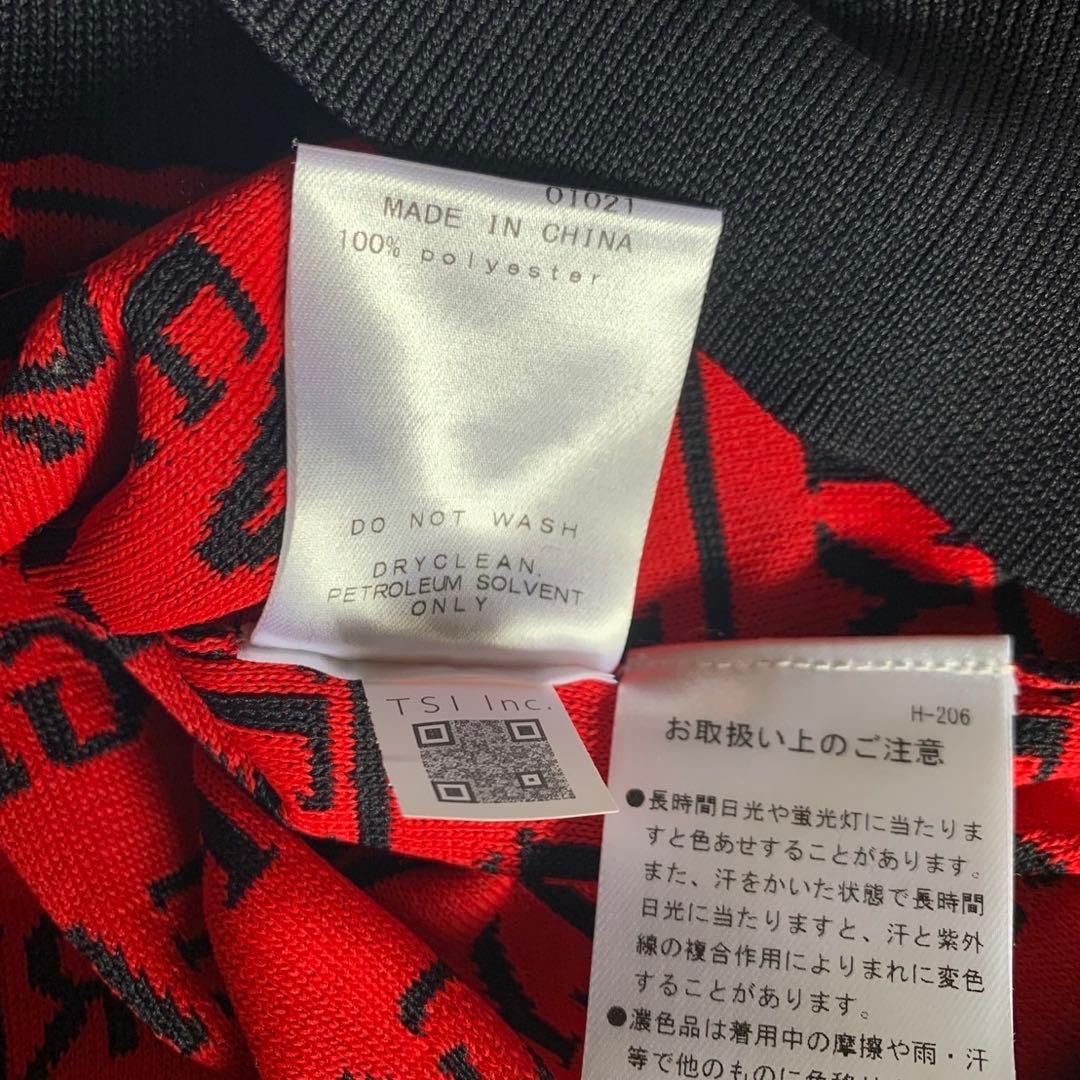 01021
MADE IN CHINA
100% polyester
DO NOT WASH
DRYCLEAN,
PETROLEUM SOLVENT
ONLY
TSI Inc.
H-206
お取扱い上のご注意
●長時間日光や蛍光灯に当たりま
すと色あせすることがあります。
また、汗をかいた状態で長時間
日光に当たりますと、汗と紫外
線の複合作用によりまれに変色
することがあります。
●濃色品は着用中の摩擦や雨・汗
等で他のものに色移り